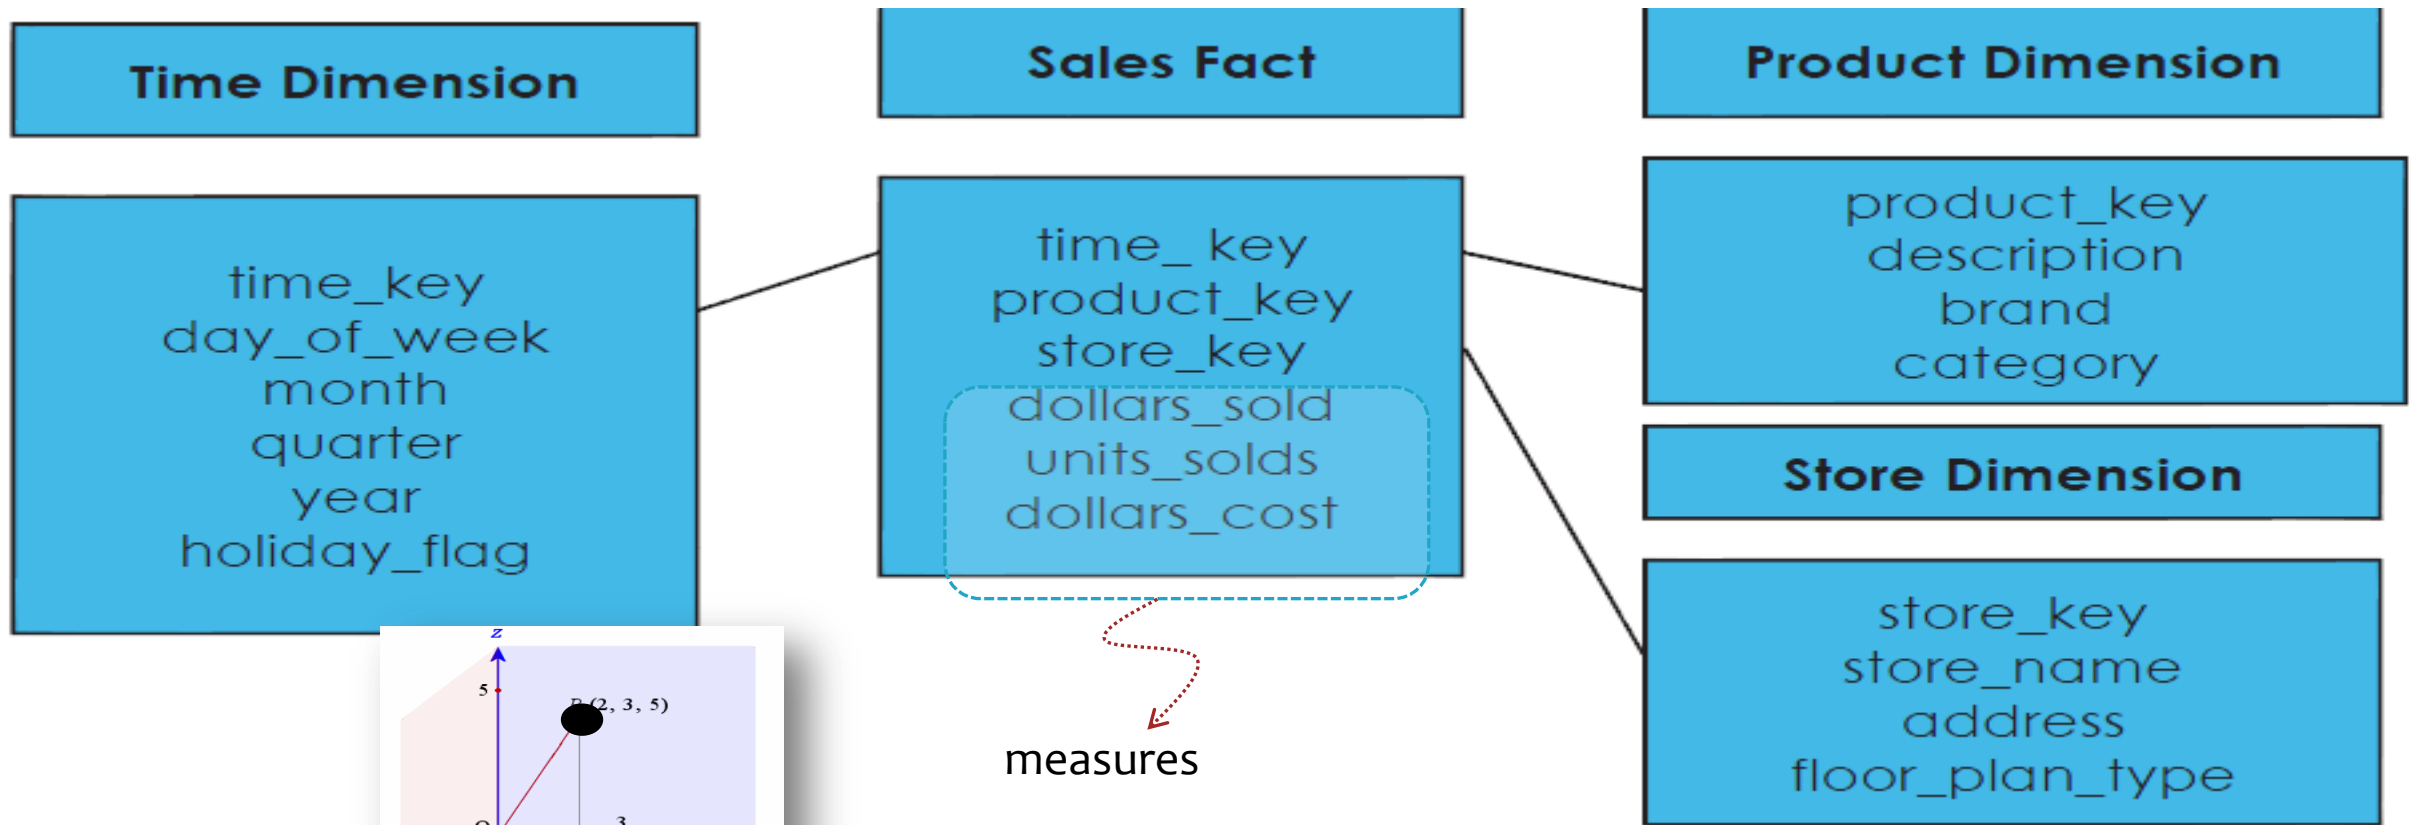 Time Dimension
time_key
day_of_week
month
quarter
year
holiday_flag
Sales Fact
time_ key
product_key
store_key
dollars_sold
units_solds
dollars_cost
measures
Product Dimension
product_key
description
brand
category
Store Dimension
store_key
store_name
address
floor_plan_type
z
5
(2, 3, 5)
3